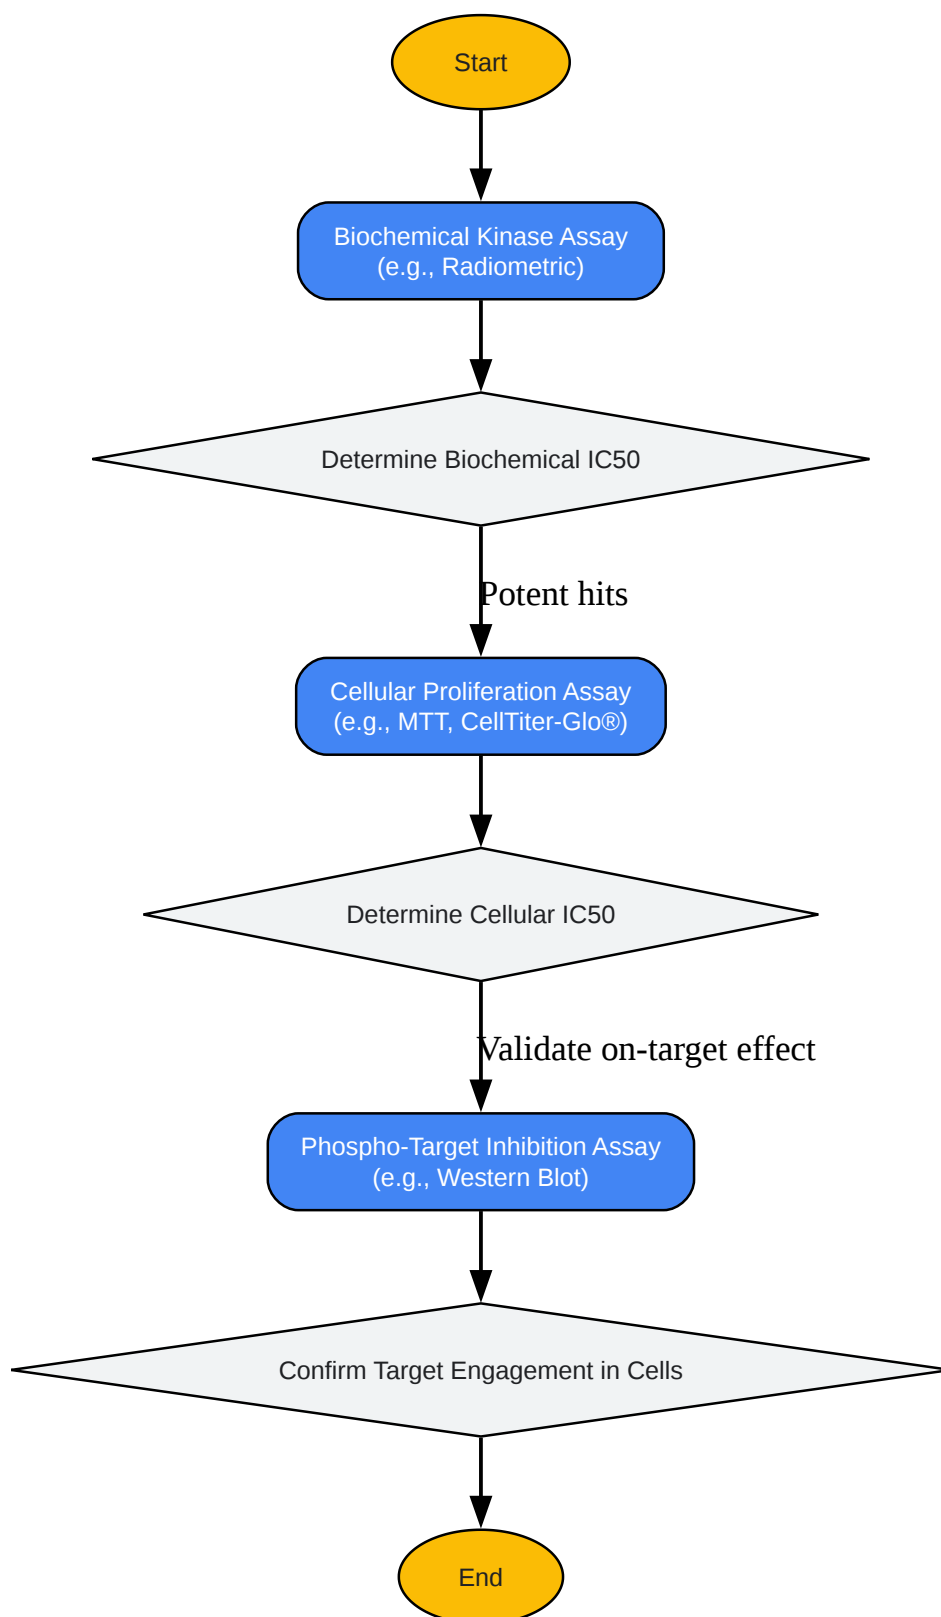 Start
Biochemical Kinase Assay
(e.g., Radiometric)
Determine Biochemical IC50
Potent hits
Cellular Proliferation Assay
(e.g., MTT, CellTiter-Glo®)
Determine Cellular IC50
Validate on-target effect
Phospho-Target Inhibition Assay
(e.g., Western Blot)
Confirm Target Engagement in Cells
End